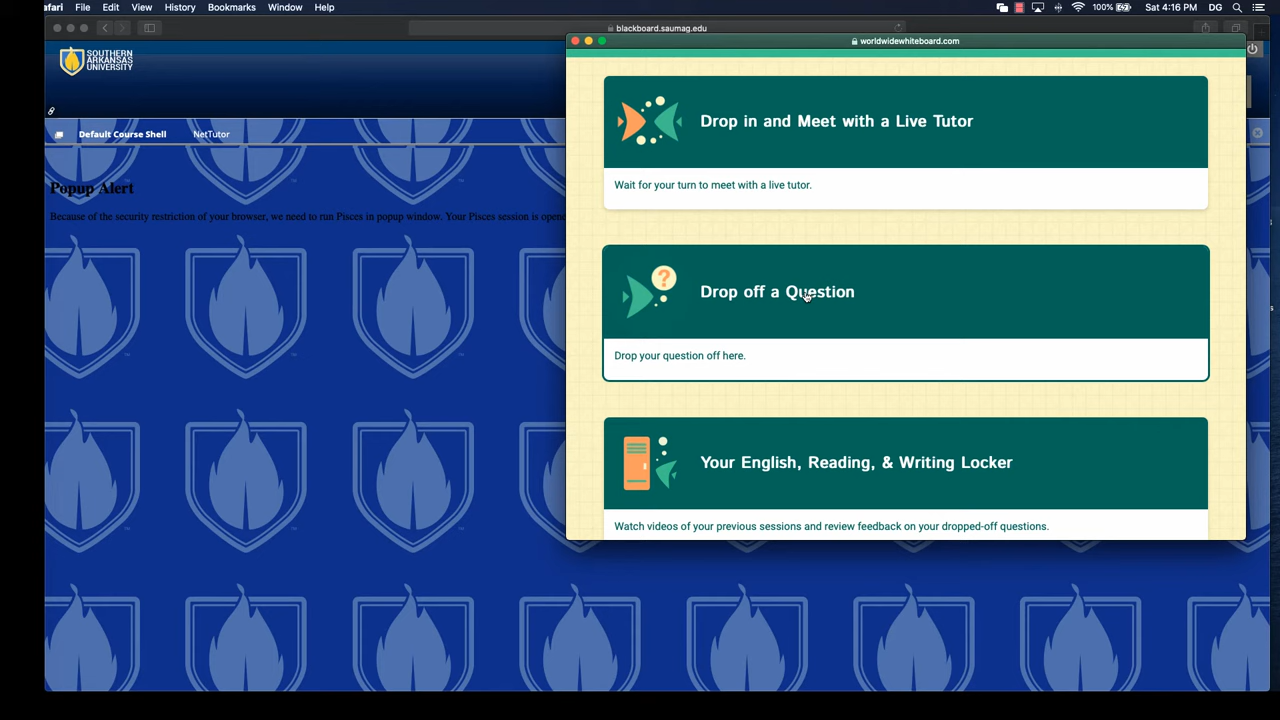 afari File Edit View History Bookmarks Window Help 100% Sat 4:16 PM DG
blackboard.saumag.edu
worldwidewhiteboard.com
SOUTHERN
ARKANSAS
UNIVERSITY
Default Course Shell NetTutor
Popup Alert
Because of the security restriction of your browser, we need to run Pisces in popup window. Your Pisces session is opene
Drop in and Meet with a Live Tutor
Wait for your turn to meet with a live tutor.
?
Drop off a Question
Drop your question off here.
Your English, Reading, & Writing Locker
Watch videos of your previous sessions and review feedback on your dropped-off questions.